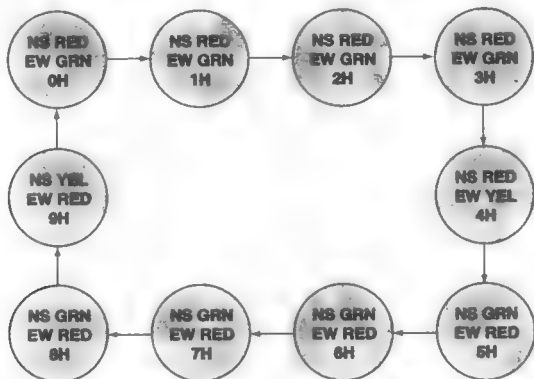 NS RED
EW GRN
0H
NS RED
EW GRN
1H
NS RED
EW GRN
2H
NS RED
EW GRN
3H
NS RED
EW YEL
4H
NS GRN
EW RED
5H
NS GRN
EW RED
6H
NS GRN
EW RED
7H
NS GRN
EW RED
8H
NS YEL
EW RED
9H